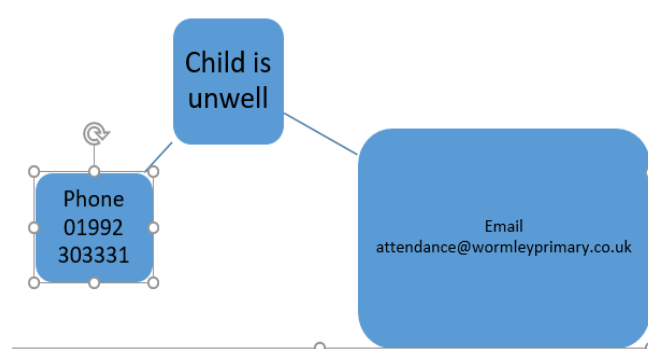 Child is
unwell
Phone
01992
303331
Email
attendance@wormleyprimary.co.uk